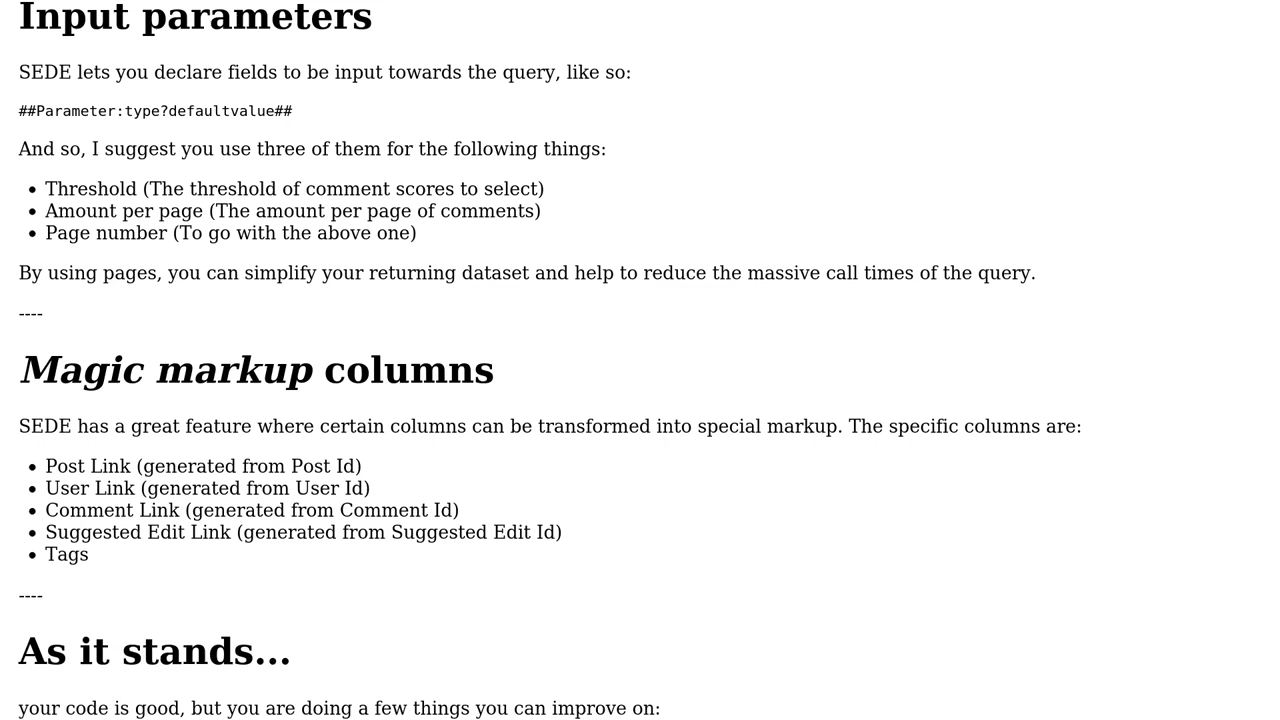 Input parameters
SEDE lets you declare fields to be input towards the query, like so:
##Parameter:type?defaultvalue##
And so, I suggest you use three of them for the following things:
• Threshold (The threshold of comment scores to select)
• Amount per page (The amount per page of comments)
• Page number (To go with the above one)
By using pages, you can simplify your returning dataset and help to reduce the massive call times of the query.
----
Magic markup columns
SEDE has a great feature where certain columns can be transformed into special markup. The specific columns are:
• Post Link (generated from Post Id)
• User Link (generated from User Id)
• Comment Link (generated from Comment Id)
• Suggested Edit Link (generated from Suggested Edit Id)
• Tags
----
As it stands...
your code is good, but you are doing a few things you can improve on: